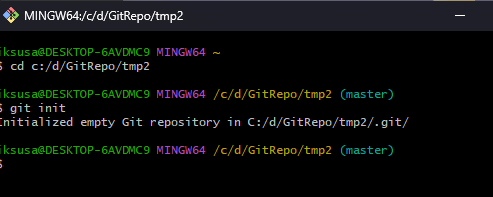 MINGW64:/c/d/GitRepo/tmp2
iksusa@DESKTOP-6AVDMC9 MINGW64 ~
$ cd c:/d/GitRepo/tmp2
iksusa@DESKTOP-6AVDMC9 MINGW64 /c/d/GitRepo/tmp2 (master)
$ git init
Initialized empty Git repository in C:/d/GitRepo/tmp2/.git/
iksusa@DESKTOP-6AVDMC9 MINGW64 /c/d/GitRepo/tmp2 (master)
$